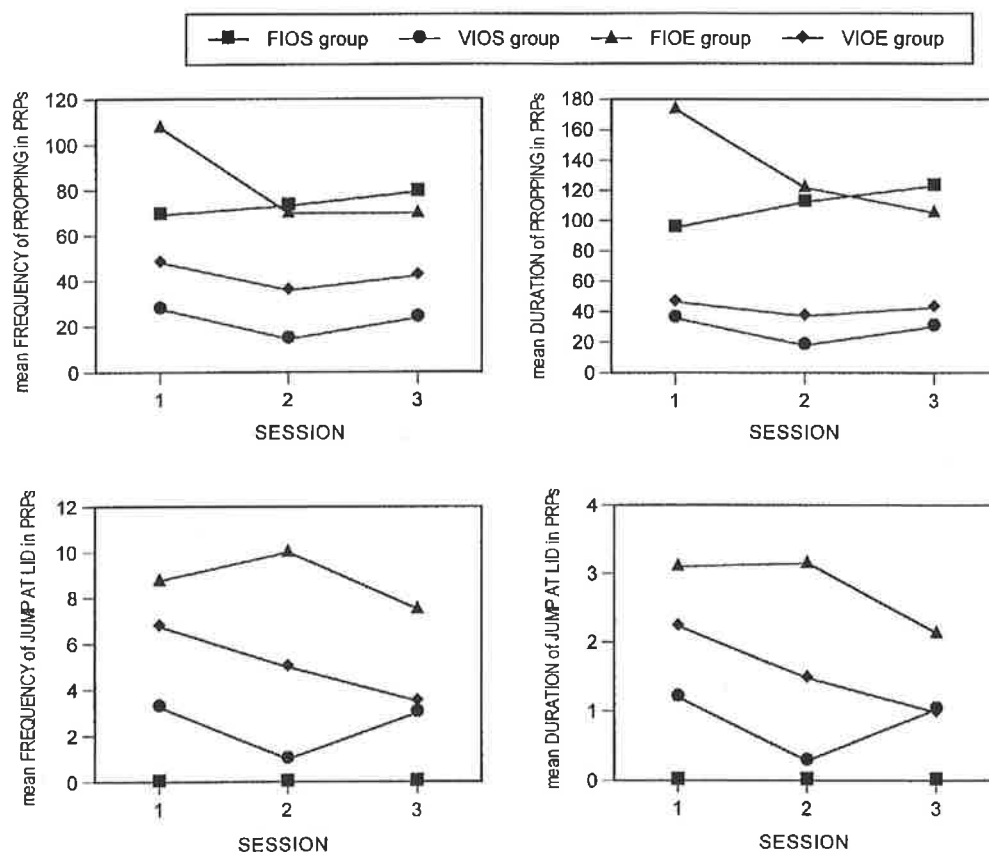 FIOS group VIOS group FIOE group VIOE group
mean FREQUENCY of PROPPING in PRPs
120
100
80
60
40
20
0
1 2 3
SESSION
mean DURATION of PROPPING in PRPs
180
160
140
120
100
80
60
40
20
0
1 2 3
SESSION
mean FREQUENCY of JUMP AT LID in PRPs
12
10
8
6
4
2
0
1 2 3
SESSION
mean DURATION of JUMP AT LID in PRPs
4
3
2
1
0
1 2 3
SESSION